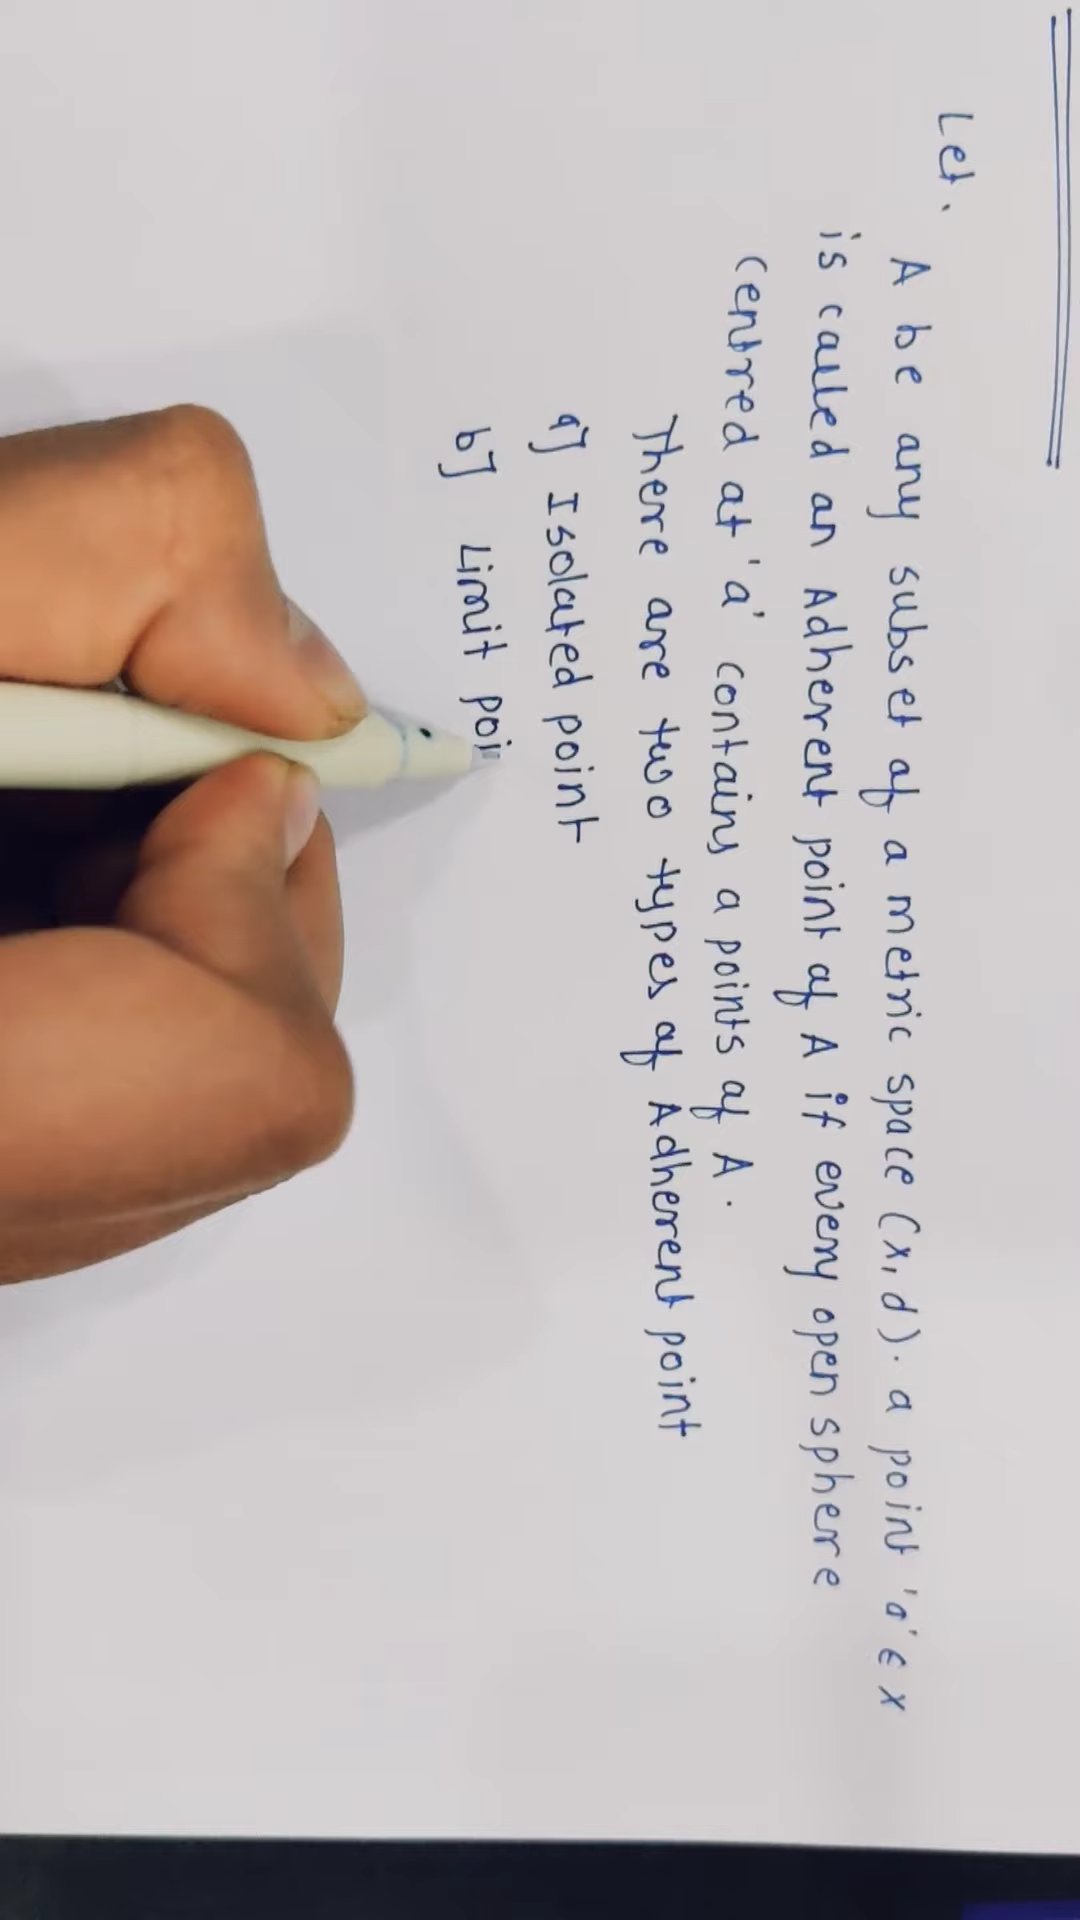 Let.
A be any subset of a metric space (x, d). a point 'a' ∈ x
is called an Adherent point of A if every open sphere
centred at 'a' contains a points of A.
There are two types of Adherent point
a] Isolated point
b] Limit poi